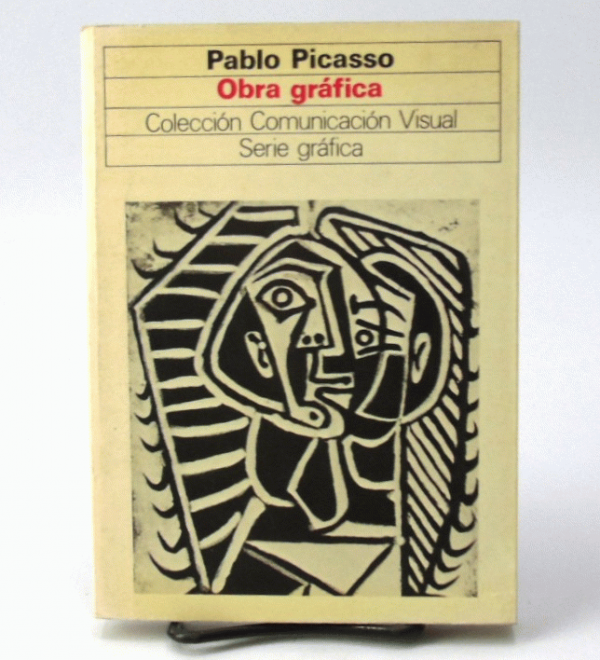 Pablo Picasso
Obra gráfica
Colección Comunicación Visual
Serie gráfica